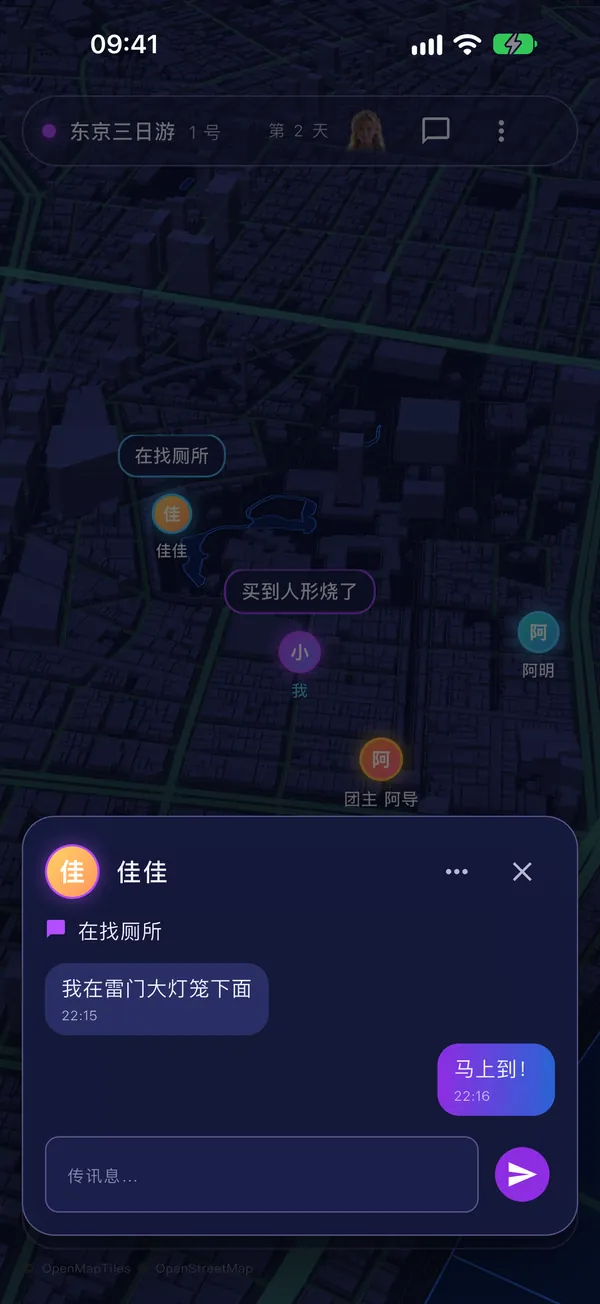 09:41
东京三日游 1 号 第 2 天
在找厕所
佳
佳佳
买到人形烧了
小
我
阿
阿明
阿
团主 阿导
佳 佳佳
在找厕所
我在雷门大灯笼下面
22:15
马上到！
22:16
传讯息...
© OpenMapTiles © OpenStreetMap